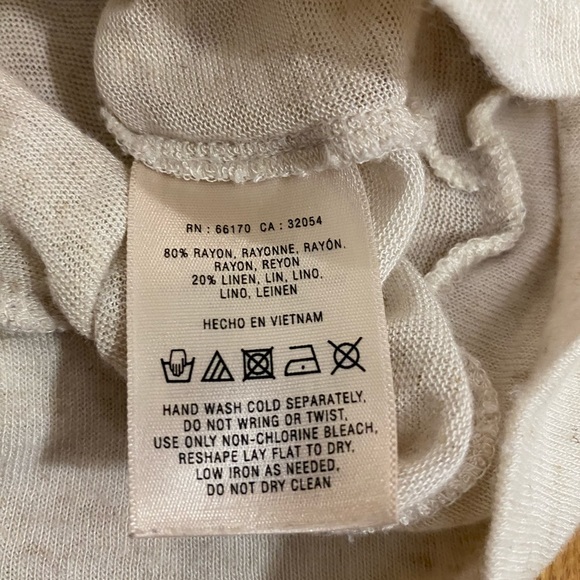 RN : 66170 CA : 32054
80% RAYON, RAYONNE, RAYÓN.
RAYON, REYON
20% LINEN, LIN, LINO.
LINO, LEINEN
HECHO EN VIETNAM
HAND WASH COLD SEPARATELY.
DO NOT WRING OR TWIST,
USE ONLY NON-CHLORINE BLEACH,
RESHAPE LAY FLAT TO DRY.
LOW IRON AS NEEDED,
DO NOT DRY CLEAN